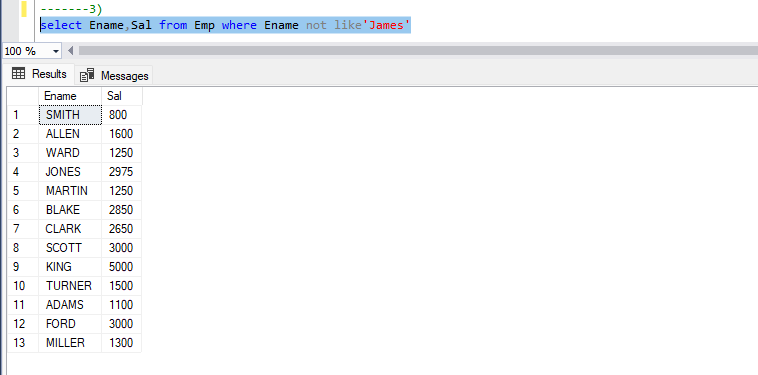 -------3)
select Ename,Sal from Emp where Ename not like'James'
100 %
Results Messages
Ename Sal
1 SMITH 800
2 ALLEN 1600
3 WARD 1250
4 JONES 2975
5 MARTIN 1250
6 BLAKE 2850
7 CLARK 2650
8 SCOTT 3000
9 KING 5000
10 TURNER 1500
11 ADAMS 1100
12 FORD 3000
13 MILLER 1300